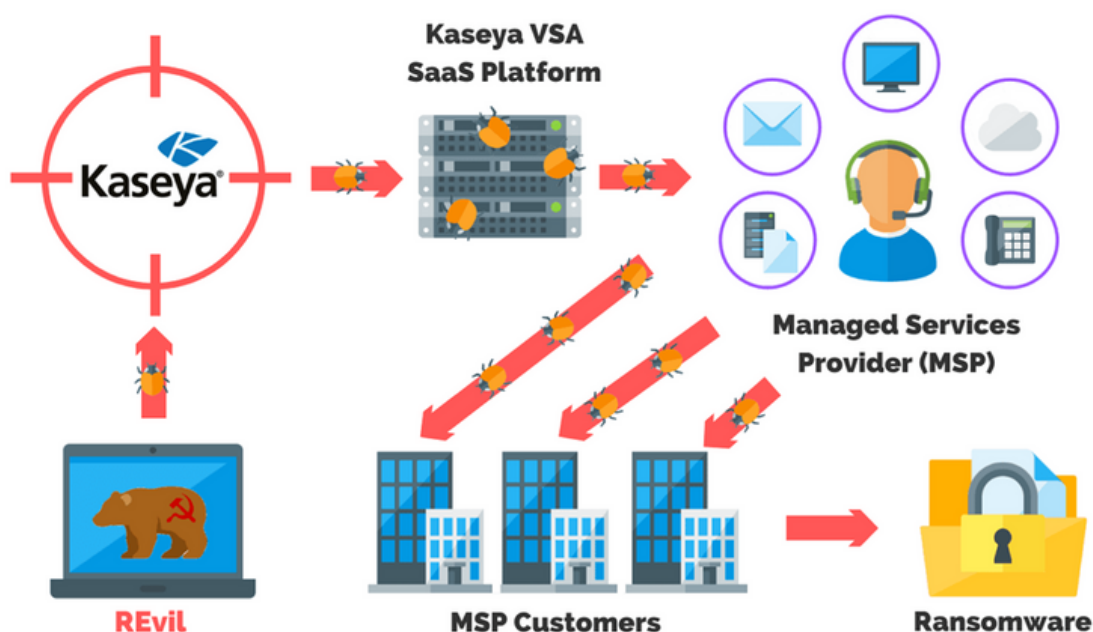 Kaseya VSA
SaaS Platform
Kaseya®
Managed Services
Provider (MSP)
REvil
MSP Customers
Ransomware